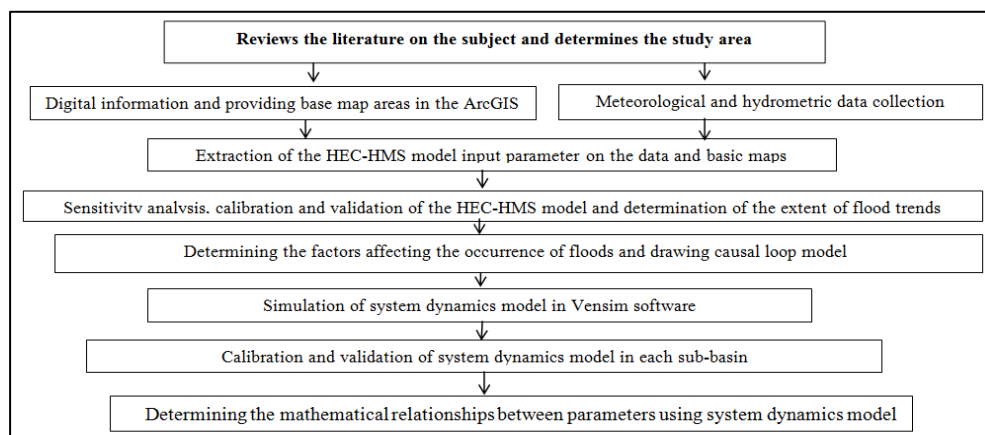 Reviews the literature on the subject and determines the study area
Digital information and providing base map areas in the ArcGIS
Meteorological and hydrometric data collection
Extraction of the HEC-HMS model input parameter on the data and basic maps
Sensitivity analysis, calibration and validation of the HEC-HMS model and determination of the extent of flood trends
Determining the factors affecting the occurrence of floods and drawing causal loop model
Simulation of system dynamics model in Vensim software
Calibration and validation of system dynamics model in each sub-basin
Determining the mathematical relationships between parameters using system dynamics model